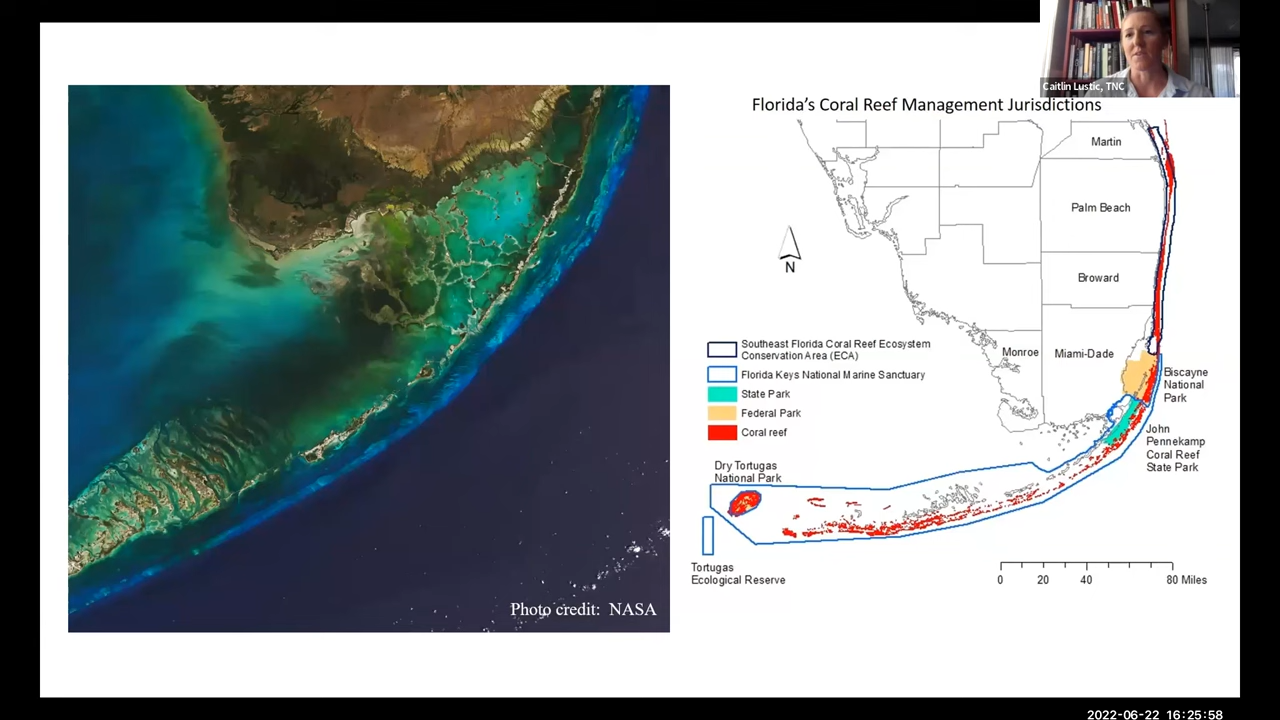 Caitlin Lustic, TNC
Florida's Coral Reef Management Jurisdictions
Martin
Palm Beach
N
Broward
Southeast Florida Coral Reef Ecosystem
Conservation Area (ECA)
Monroe
Miami-Dade
Florida Keys National Marine Sanctuary
Biscayne
National
Park
State Park
Federal Park
Coral reef
John
Pennekamp
Coral Reef
State Park
Dry Tortugas
National Park
Tortugas
Ecological Reserve
0 20 40 80 Miles
Photo credit: NASA
2022-06-22 16:25:58